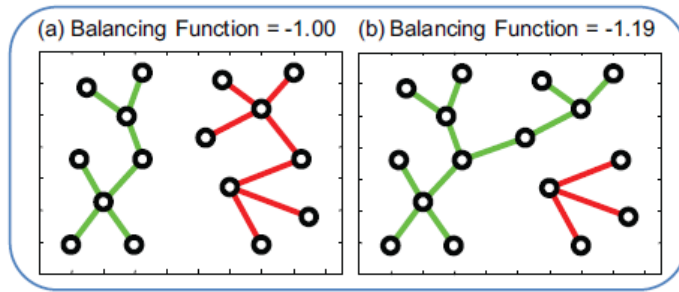 (a) Balancing Function = -1.00 (b) Balancing Function = -1.19